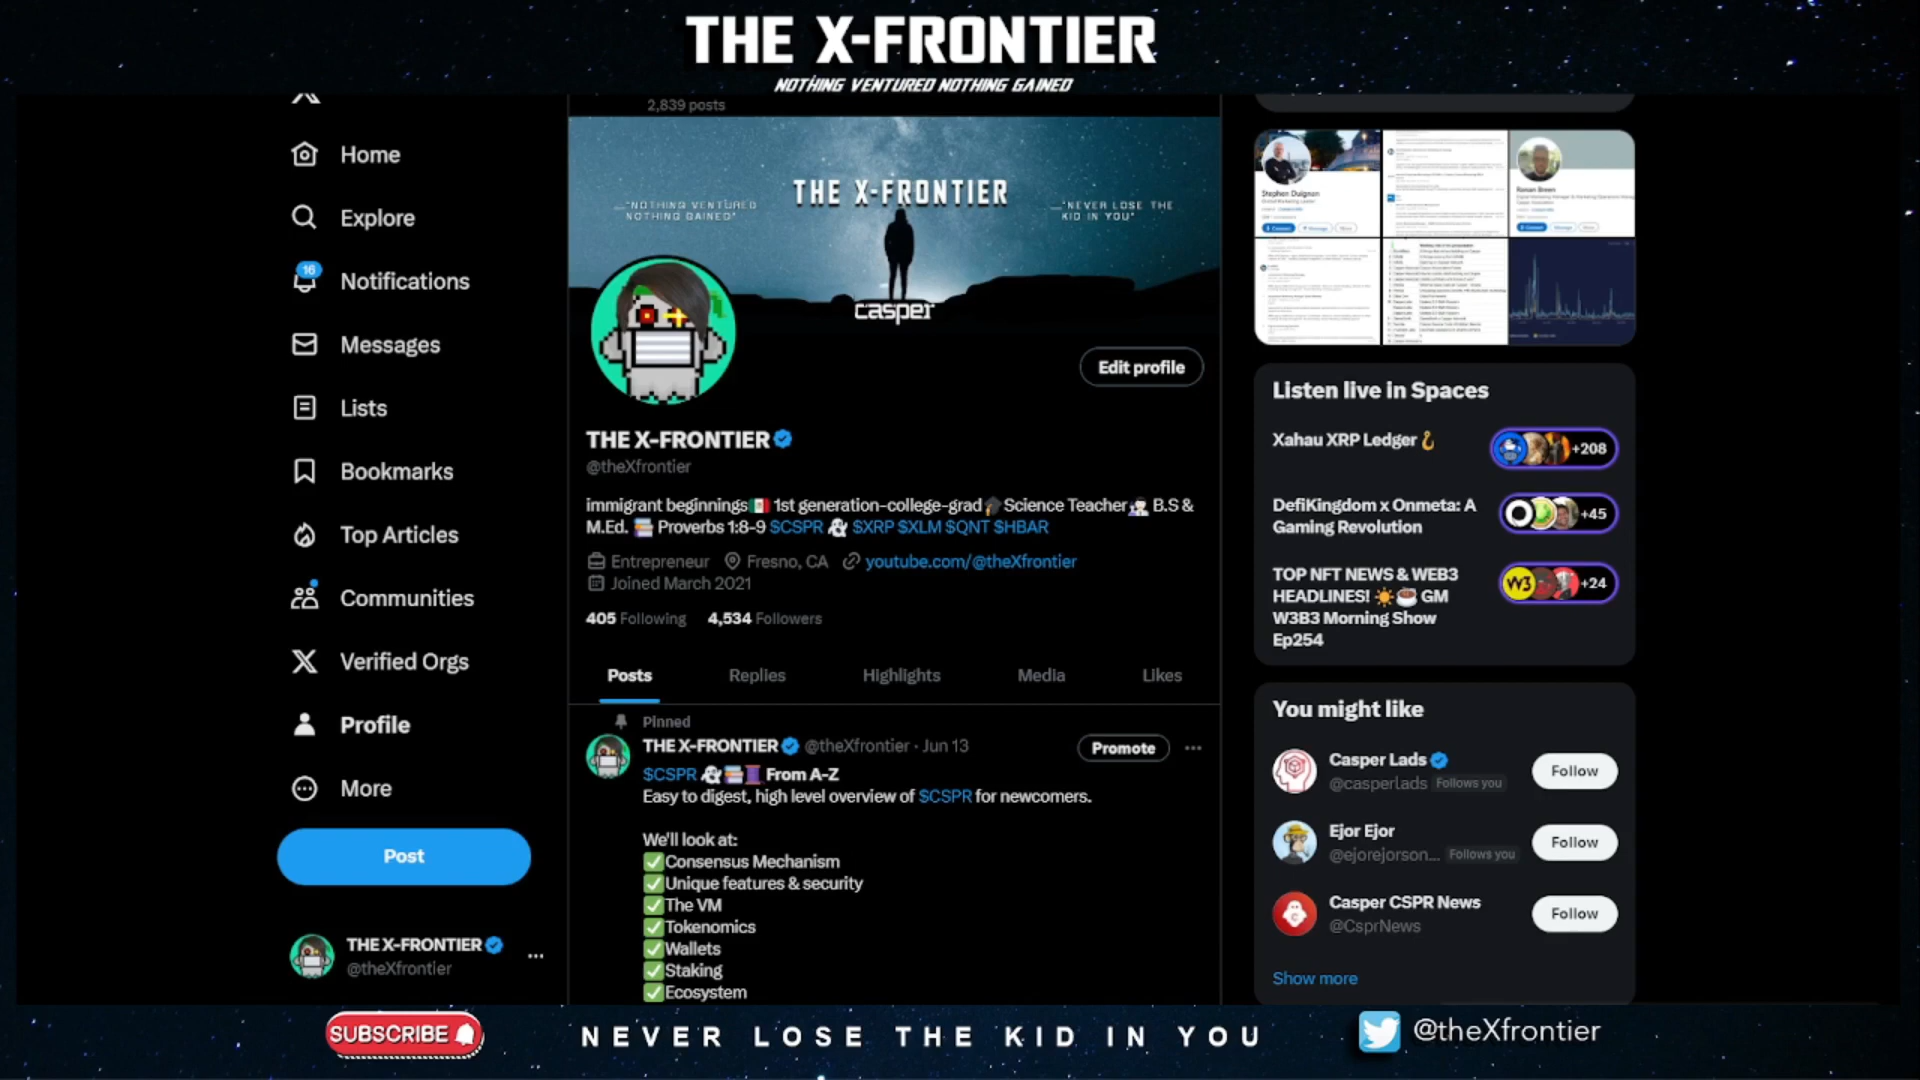 THE X-FRONTIER
NOTHING VENTURED NOTHING GAINED
2,839 posts
Home
Explore
16
Notifications
Messages
Lists
Bookmarks
Top Articles
Communities
Verified Orgs
Profile
More
Post
THE X-FRONTIER
@theXfrontier
THE X-FRONTIER
..."NOTHING VENTURED
NOTHING GAINED"
..."NEVER LOSE THE
KID IN YOU"
casper
Edit profile
THE X-FRONTIER
@theXfrontier
immigrant beginnings🇲🇽 1st generation-college-grad🎓Science Teacher👩🏻‍🔬 B.S &
M.Ed. 📚 Proverbs 1:8-9 $CSPR 👻 $XRP $XLM $QNT $HBAR
Entrepreneur Fresno, CA youtube.com/@theXfrontier
Joined March 2021
405 Following 4,534 Followers
Posts Replies Highlights Media Likes
Pinned
THE X-FRONTIER @theXfrontier · Jun 13
Promote
$CSPR 👻📚🧵 From A-Z
Easy to digest, high level overview of $CSPR for newcomers.
We'll look at:
✅Consensus Mechanism
✅Unique features & security
✅The VM
✅Tokenomics
✅Wallets
✅Staking
✅Ecosystem
Stephen Duignan
Ronan Breen
Listen live in Spaces
Xahau XRP Ledger 🪝
+208
DefiKingdom x Onmeta: A
Gaming Revolution
+45
TOP NFT NEWS & WEB3
HEADLINES! ☀️☕ GM
W3B3 Morning Show
Ep254
W3
+24
You might like
Casper Lads
@casperlads Follows you
Follow
Ejor Ejor
@ejorejorson... Follows you
Follow
Casper CSPR News
@CsprNews
Follow
Show more
SUBSCRIBE
NEVER LOSE THE KID IN YOU
@theXfrontier